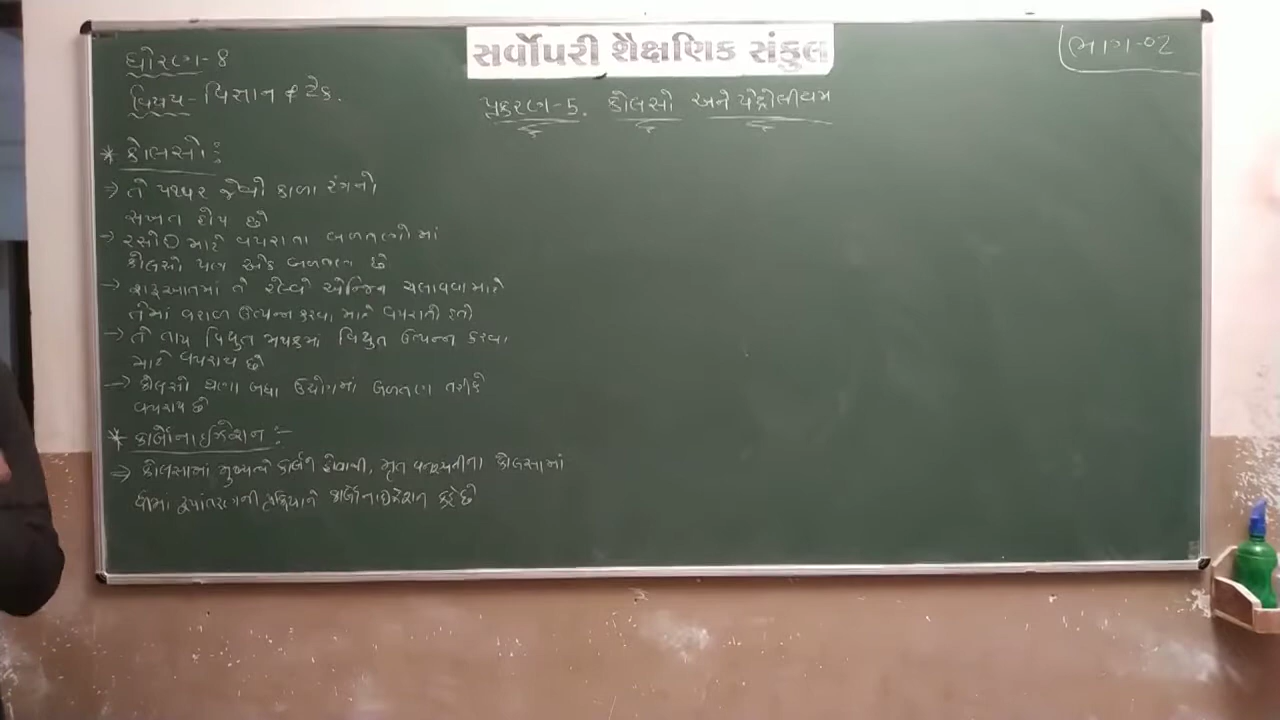 સર્વોપરી શૈક્ષણિક સંકુલ
ધોરણ-8
ભાગ-૦૨
વિષય- વિજ્ઞાન & ટેક.
પ્રકરણ-5. કોલસો અને પેટ્રોલીયમ
* કોલસો:
⇒ તે પથ્થર જેવો કાળા રંગનો
સખત હોય છે
→ રસોઈ માટે વપરાતા બળતણોમાં
કોલસો પણ એક બળતણ છે
→ શરૂઆતમાં તે રેલ્વે એન્જિન ચલાવવા માટે
તેમાં વરાળ ઉત્પન્ન કરવા માટે વપરાતો હતો
→ તે તાપ વિદ્યુત મથકમાં વિદ્યુત ઉત્પન્ન કરવા
માટે વપરાય છે
→ કોલસો ઘણા બધા ઉદ્યોગમાં બળતણ તરીકે
વપરાય છે
* કાર્બોનાઈઝેશન :-
⇒ કોલસામાં મુખ્યત્વે કાર્બન હોવાથી, મૃત વનસ્પતીના કોલસામાં
ધીમાં રૂપાંતરણની પ્રક્રિયાને કાર્બોનાઈઝેશન કહે છે